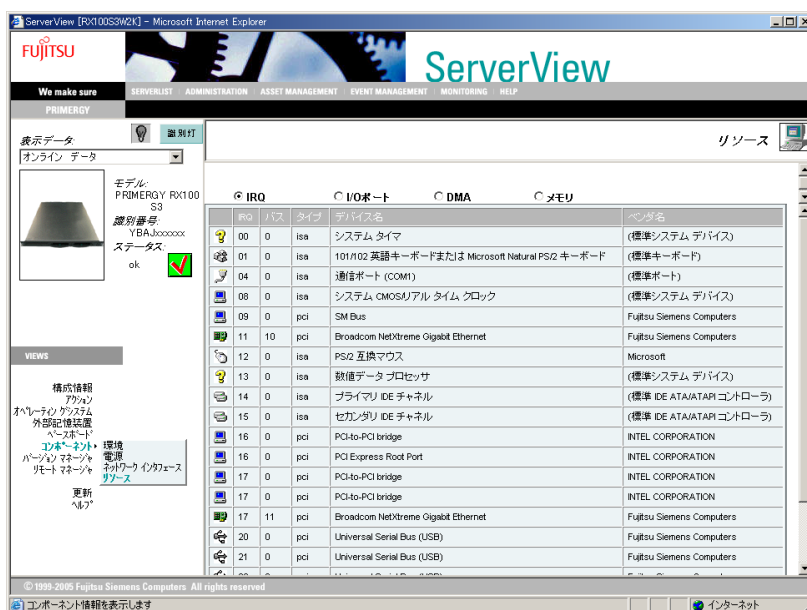 ServerView [RX100S3W2K] - Microsoft Internet Explorer
FUJITSU
ServerView
We make sure
SERVERLIST ADMINISTRATION ASSET MANAGEMENT EVENT MANAGEMENT MONITORING HELP
PRIMERGY
表示データ:
識別灯
オンライン データ
リソース
モデル:
PRIMERGY RX100
S3
識別番号:
YBAJxxxxxx
ステータス:
ok
IRQ I/Oポート DMA メモリ
IRQ バス タイプ デバイス名 ベンダ名
00 0 isa システム タイマ (標準システム デバイス)
01 0 isa 101/102 英語キーボードまたは Microsoft Natural PS/2 キーボード (標準キーボード)
04 0 isa 通信ポート (COM1) (標準ポート)
08 0 isa システム CMOS/リアル タイム クロック (標準システム デバイス)
09 0 pci SM Bus Fujitsu Siemens Computers
11 10 pci Broadcom NetXtreme Gigabit Ethernet Fujitsu Siemens Computers
12 0 isa PS/2 互換マウス Microsoft
13 0 isa 数値データ プロセッサ (標準システム デバイス)
14 0 isa プライマリ IDE チャネル (標準 IDE ATA/ATAPI コントローラ)
15 0 isa セカンダリ IDE チャネル (標準 IDE ATA/ATAPI コントローラ)
16 0 pci PCI-to-PCI bridge INTEL CORPORATION
16 0 pci PCI Express Root Port INTEL CORPORATION
17 0 pci PCI-to-PCI bridge INTEL CORPORATION
17 0 pci PCI-to-PCI bridge INTEL CORPORATION
17 11 pci Broadcom NetXtreme Gigabit Ethernet Fujitsu Siemens Computers
20 0 pci Universal Serial Bus (USB) Fujitsu Siemens Computers
21 0 pci Universal Serial Bus (USB) Fujitsu Siemens Computers
VIEWS
構成情報
アクション
オペレーティングシステム
外部記憶装置
ベースボード
コンポーネント
バージョン マネージャ
リモート マネージャ
環境
電源
ネットワーク インタフェース
リソース
更新
ヘルプ
© 1999-2005 Fujitsu Siemens Computers All rights reserved
コンポーネント情報を表示します
インターネット